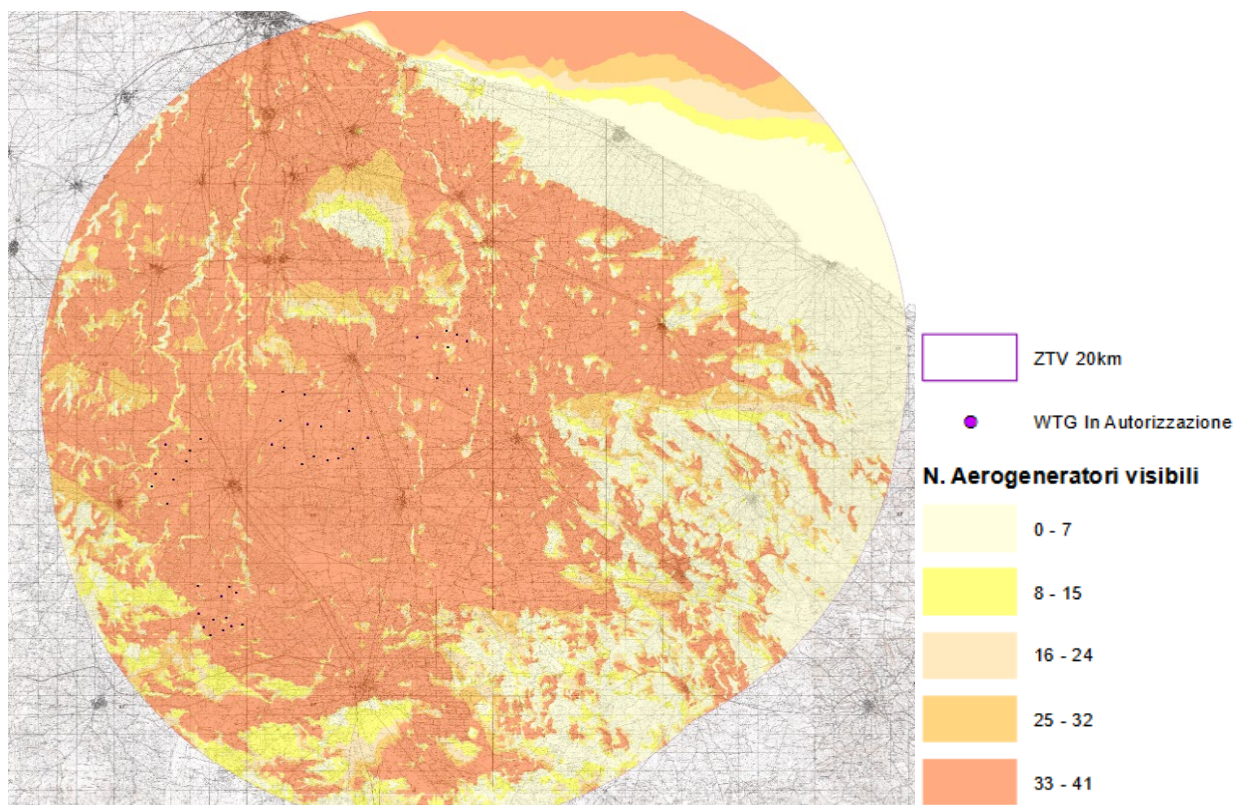 ZTV 20km
WTG In Autorizzazione
N. Aerogeneratori visibili
0 - 7
8 - 15
16 - 24
25 - 32
33 - 41